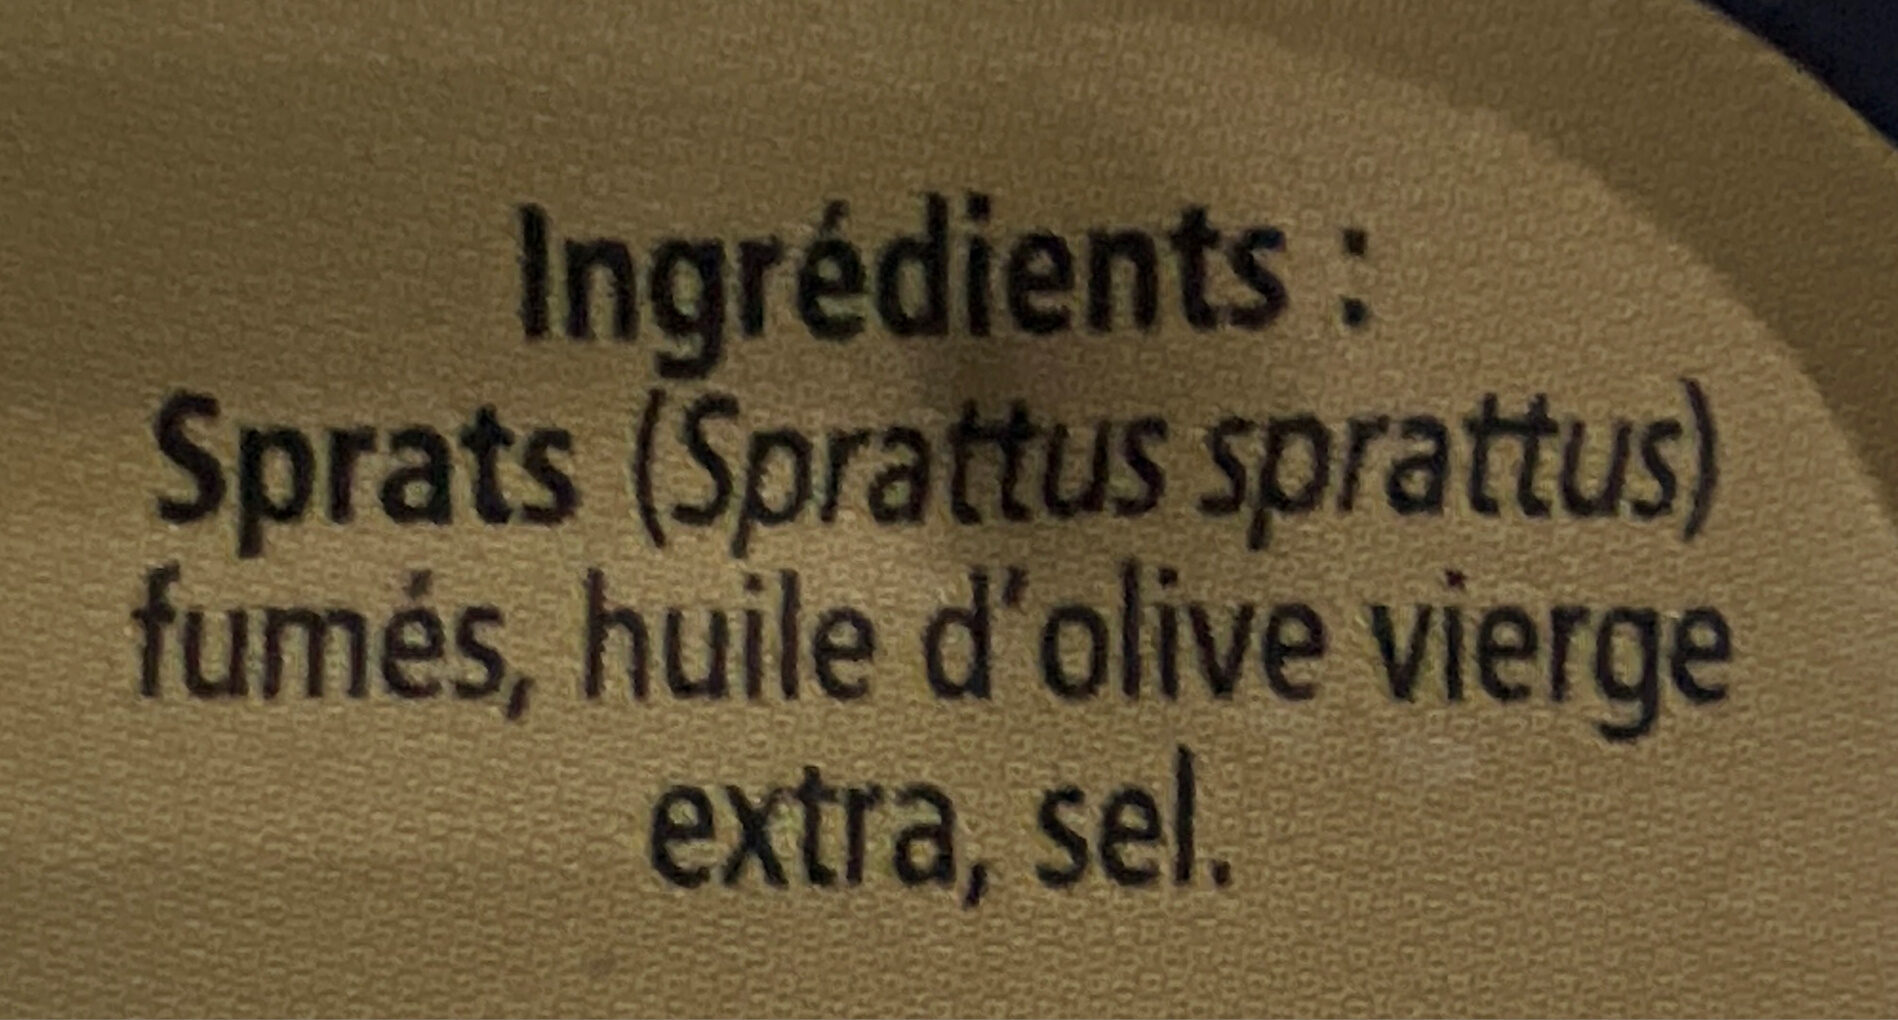 Ingrédients :
Sprats (Sprattus sprattus)
fumés, huile d'olive vierge
extra, sel.